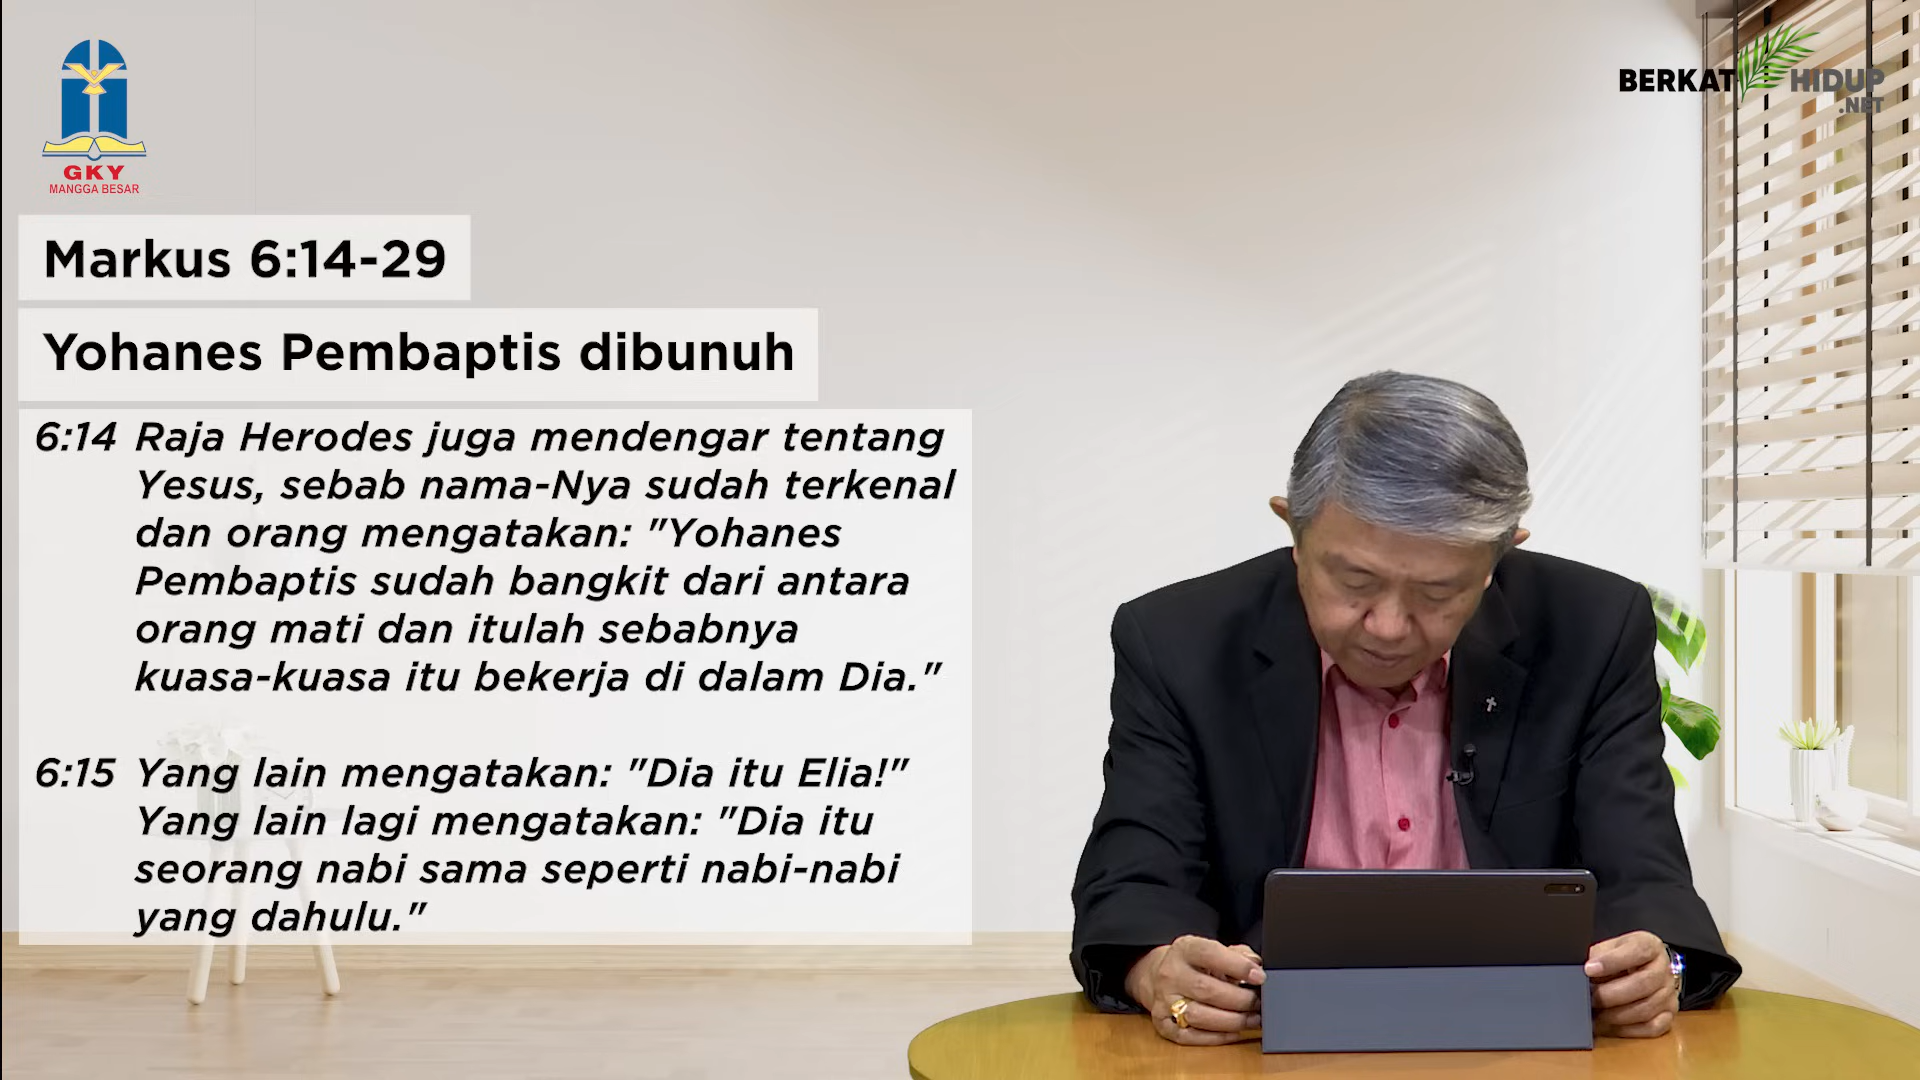 GKY
MANGGA BESAR
BERKAT HIDUP
.NET
Markus 6:14-29
Yohanes Pembaptis dibunuh
6:14 Raja Herodes juga mendengar tentang
Yesus, sebab nama-Nya sudah terkenal
dan orang mengatakan: "Yohanes
Pembaptis sudah bangkit dari antara
orang mati dan itulah sebabnya
kuasa-kuasa itu bekerja di dalam Dia."
6:15 Yang lain mengatakan: "Dia itu Elia!"
Yang lain lagi mengatakan: "Dia itu
seorang nabi sama seperti nabi-nabi
yang dahulu."